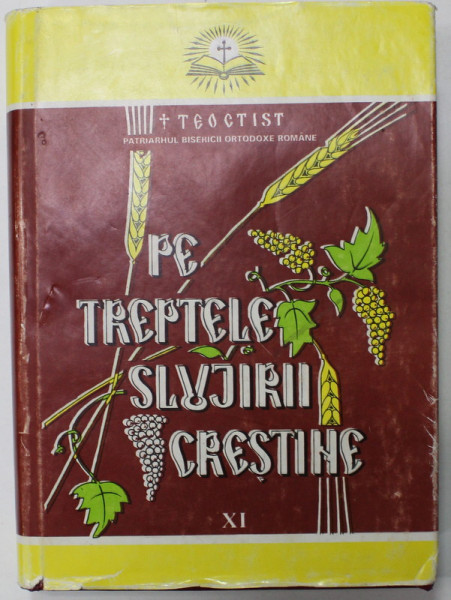 † TEOCTIST
PATRIARHUL BISERICII ORTODOXE ROMÂNE
PE
TREPTELE
SLUJIRII
CREȘTINE
XI